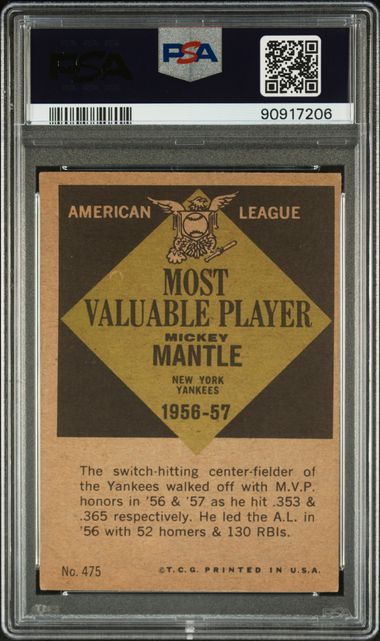 PSA
PSA
90917206
AMERICAN LEAGUE
MOST
VALUABLE PLAYER
MICKEY
MANTLE
NEW YORK
YANKEES
1956-57
The switch-hitting center-fielder of
the Yankees walked off with M.V.P.
honors in '56 & '57 as he hit .353 &
.365 respectively. He led the A.L. in
'56 with 52 homers & 130 RBIs.
No. 475 ©T.C.G. PRINTED IN U.S.A.